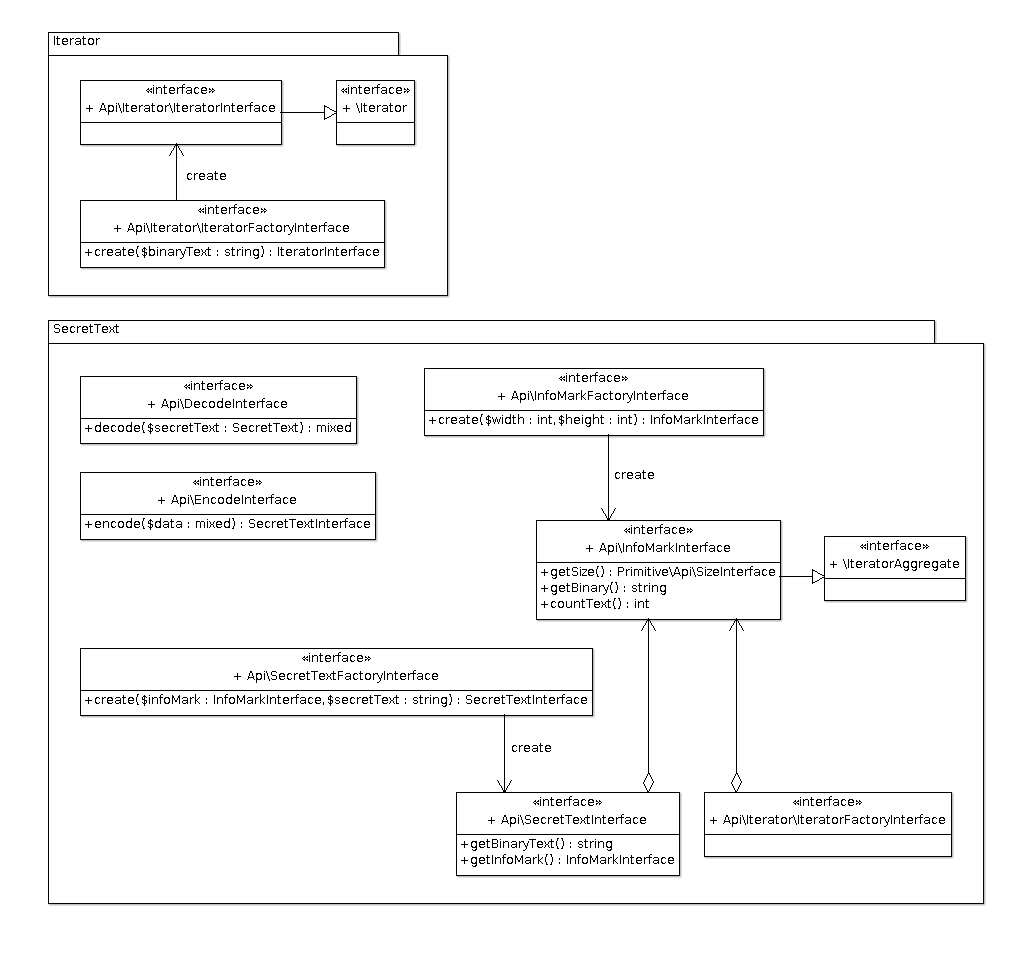 Iterator
«interface»
+ Api\Iterator\IteratorInterface
«interface»
+ \Iterator
create
«interface»
+ Api\Iterator\IteratorFactoryInterface
+create($binaryText : string) : IteratorInterface
SecretText
«interface»
+ Api\DecodeInterface
+decode($secretText : SecretText) : mixed
«interface»
+ Api\InfoMarkFactoryInterface
+create($width : int,$height : int) : InfoMarkInterface
create
«interface»
+ Api\EncodeInterface
+encode($data : mixed) : SecretTextInterface
«interface»
+ Api\InfoMarkInterface
+getSize() : Primitive\Api\SizeInterface
+getBinary() : string
+countText() : int
«interface»
+ \IteratorAggregate
«interface»
+ Api\SecretTextFactoryInterface
+create($infoMark : InfoMarkInterface,$secretText : string) : SecretTextInterface
create
«interface»
+ Api\SecretTextInterface
+getBinaryText() : string
+getInfoMark() : InfoMarkInterface
«interface»
+ Api\Iterator\IteratorFactoryInterface